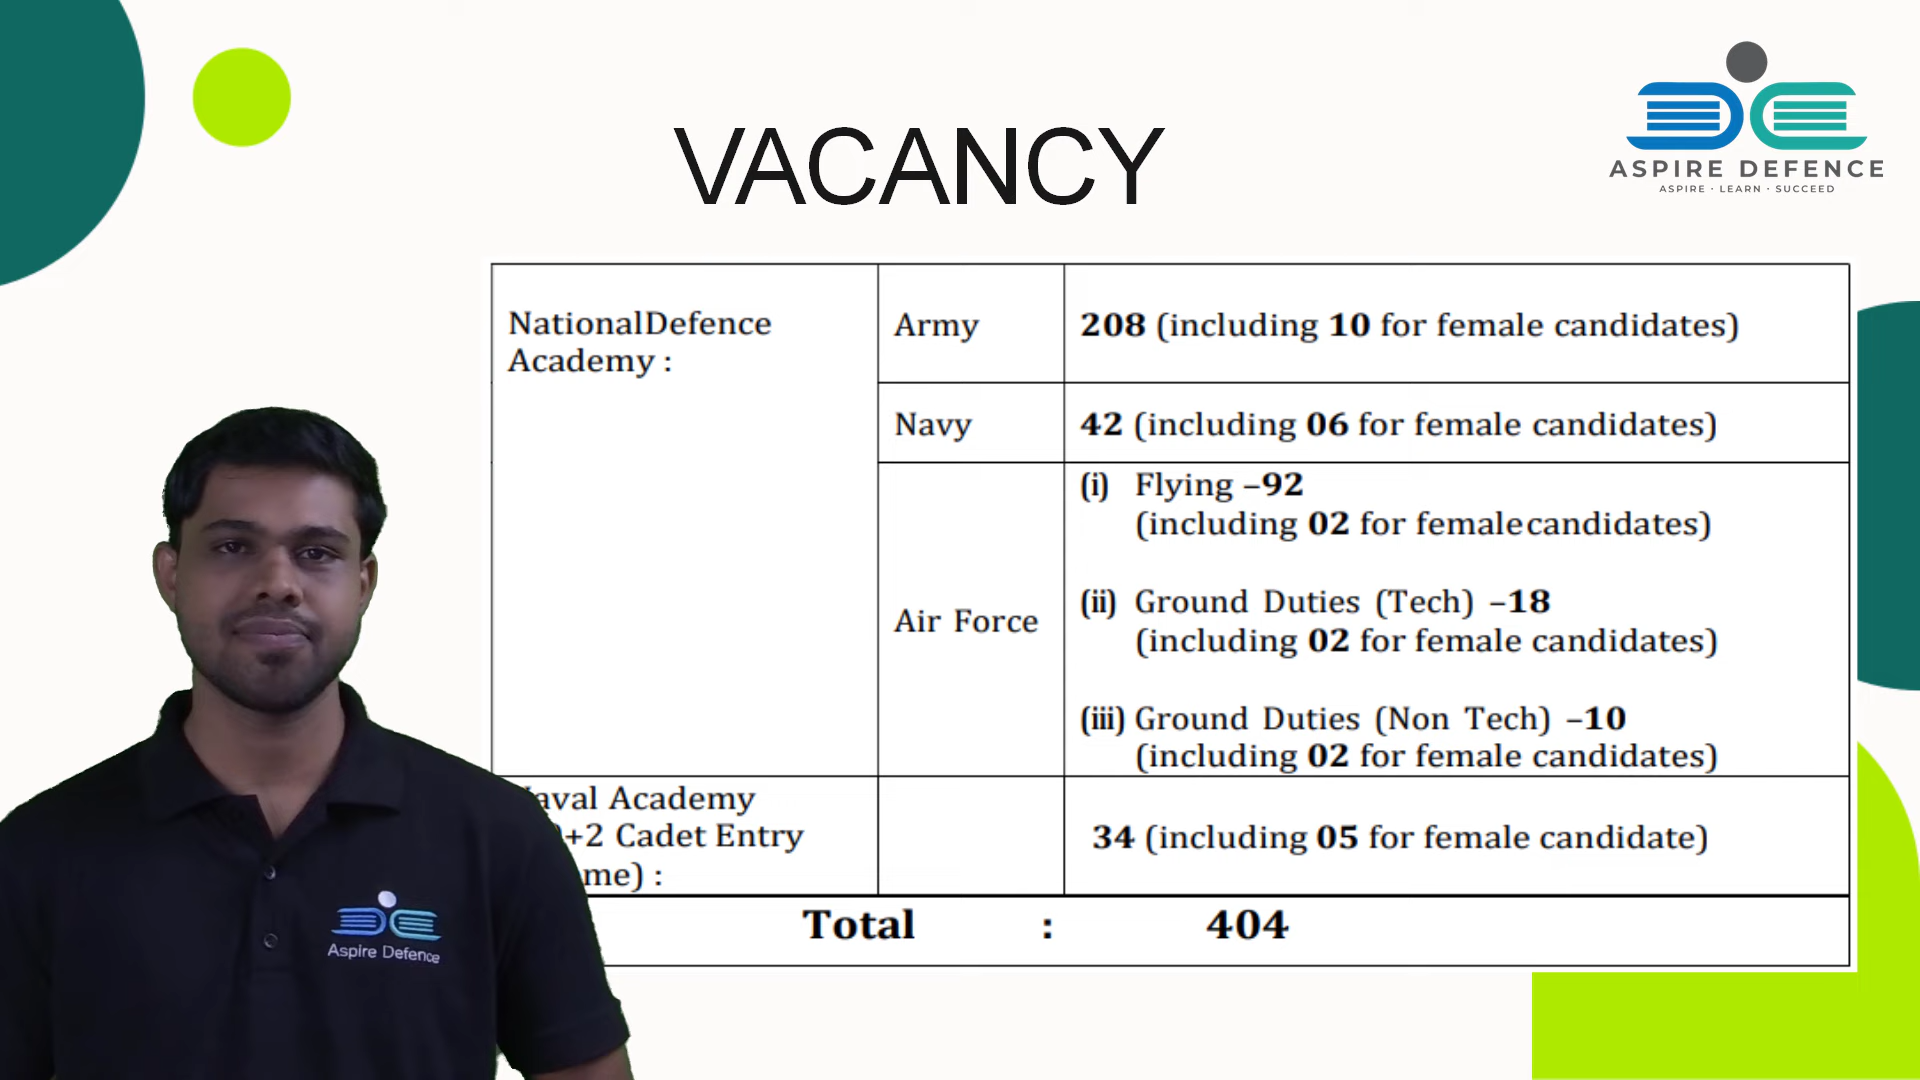 VACANCY
ASPIRE DEFENCE
ASPIRE · LEARN · SUCCEED
NationalDefence
Academy :
Army
208 (including 10 for female candidates)
Navy
42 (including 06 for female candidates)
Air Force
(i) Flying –92
(including 02 for femalecandidates)
(ii) Ground Duties (Tech) –18
(including 02 for female candidates)
(iii) Ground Duties (Non Tech) –10
(including 02 for female candidates)
aval Academy
+2 Cadet Entry
me) :
34 (including 05 for female candidate)
Total : 404
Aspire Defence